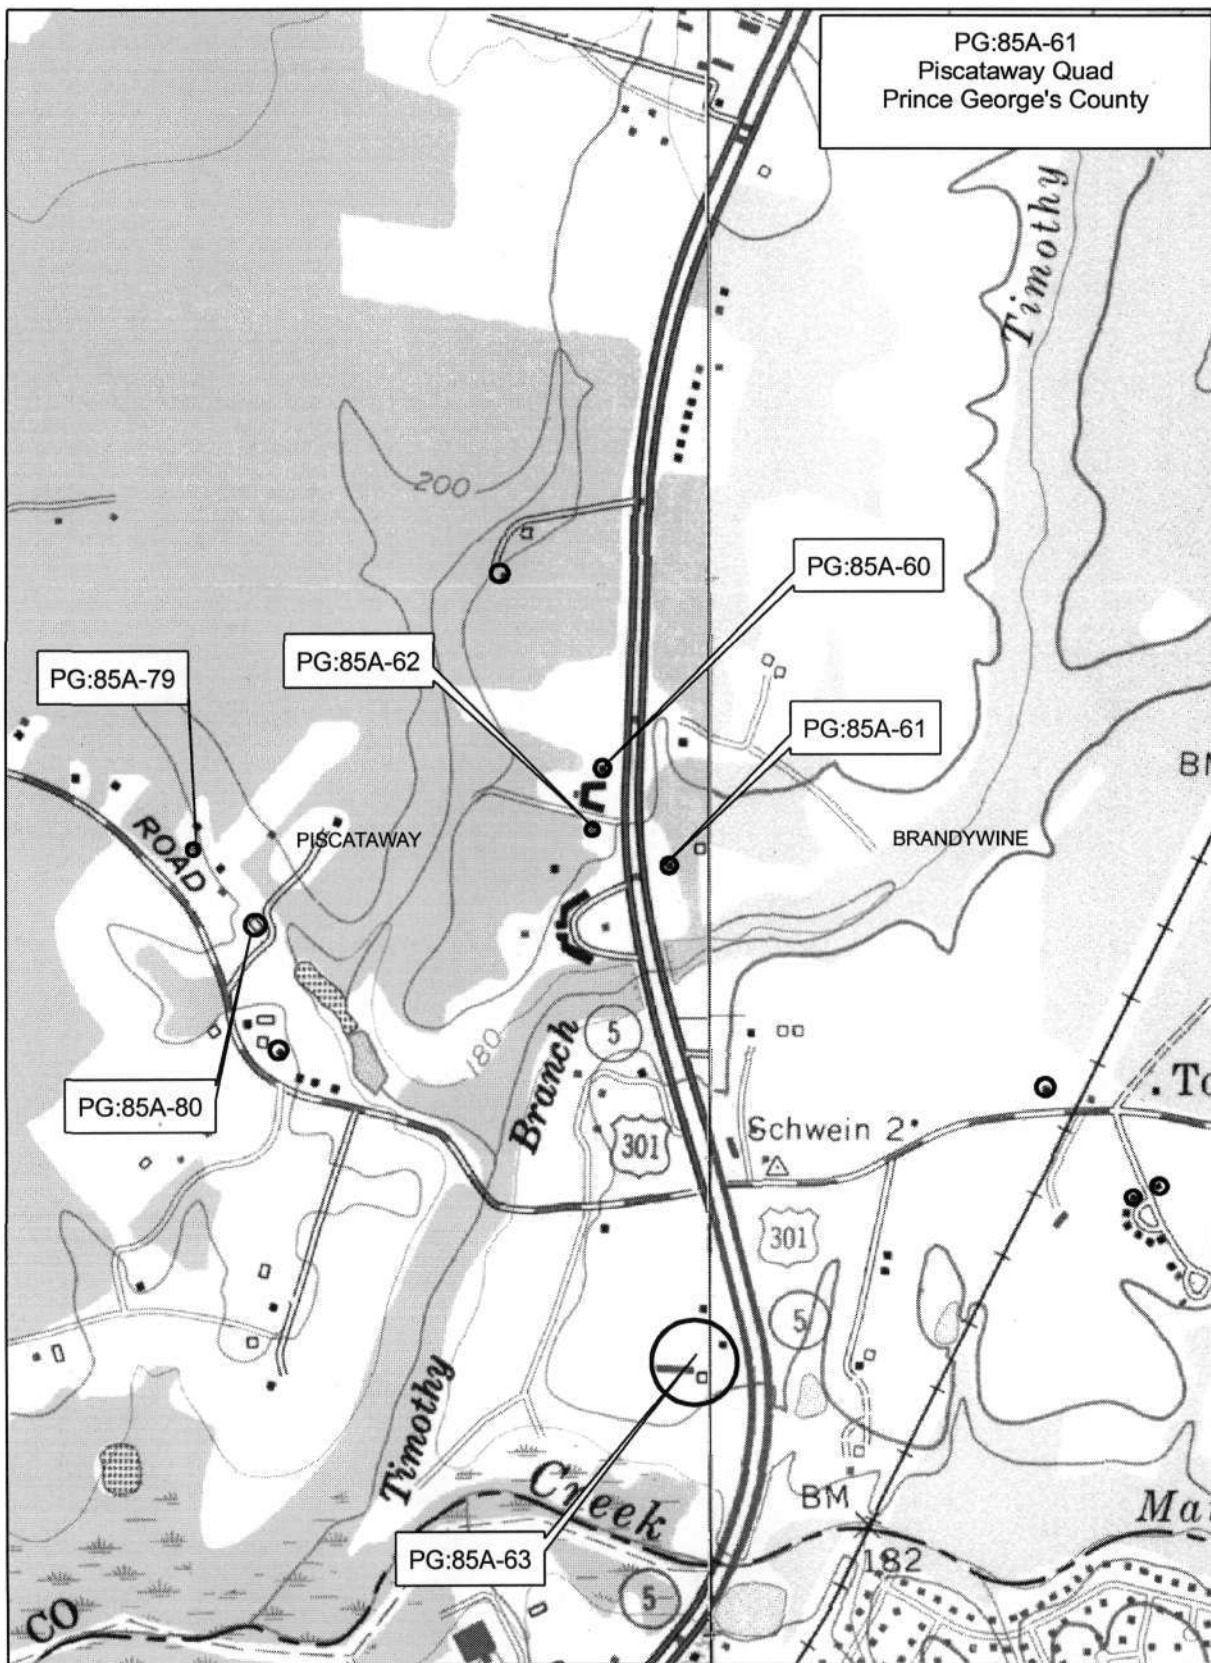 PG:85A-61
Piscataway Quad
Prince George's County
Timothy
200
PG:85A-60
PG:85A-62
PG:85A-79
PG:85A-61
BM
ROAD
PISCATAWAY
BRANDYWINE
180
Branch
5
PG:85A-80
301
Schwein 2
To
301
5
Timothy
Creek
BM
Mat
PG:85A-63
182
5
CO